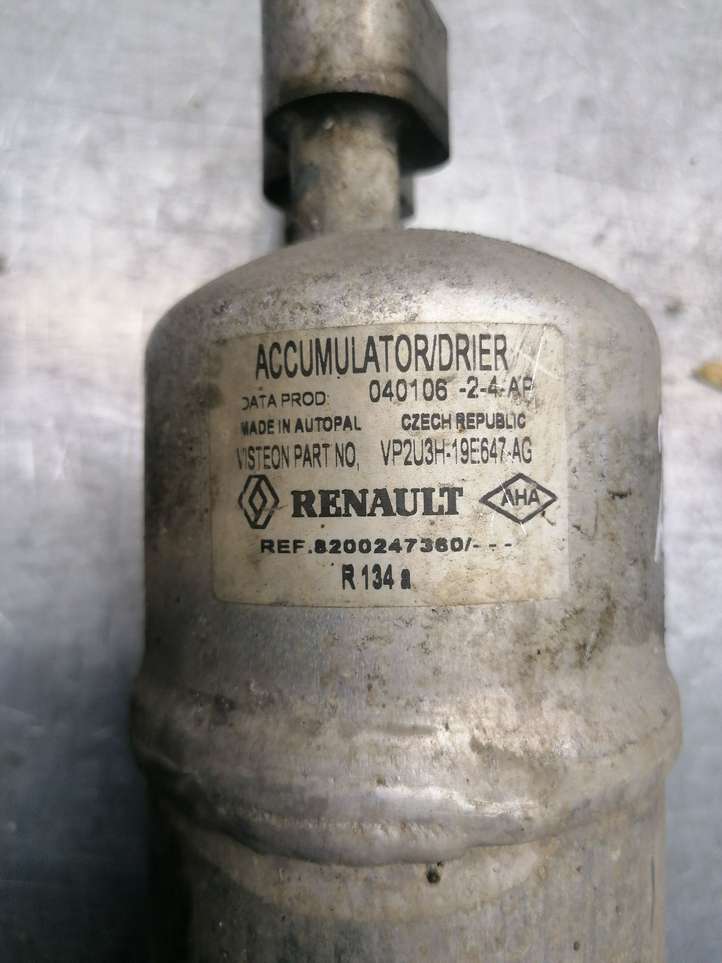 ACCUMULATOR/DRIER
DATA PROD: 040106 -2-4-AP
MADE IN AUTOPAL CZECH REPUBLIC
VISTEON PART NO, VP2U3H-19E647-AG
RENAULT AHA
REF.8200247360/---
R 134 a